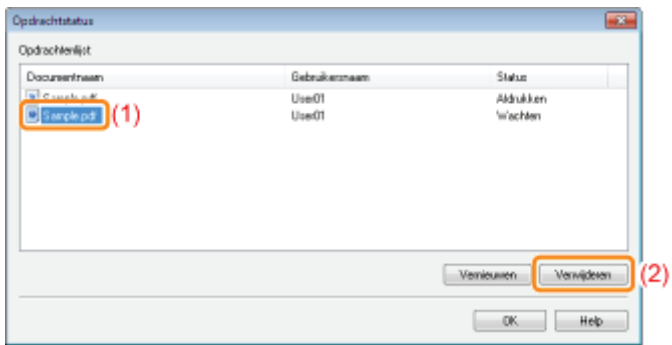 Opdrachtstatus
Opdrachtenlijst
Documentnaam Gebruikersnaam Status
Sample.pdf User01 Afdrukken
Sample.pdf (1) User01 Wachten
Vernieuwen Verwijderen (2)
OK Help